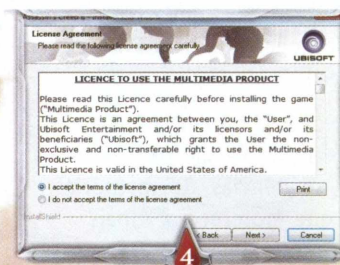 License Agreement
Please read the following license agreement carefully.
UBISOFT
LICENCE TO USE THE MULTIMEDIA PRODUCT
Please read this Licence carefully before installing the game
("Multimedia Product").
This Licence is an agreement between you, the "User", and
Ubisoft Entertainment and/or its licensors and/or its
beneficiaries ("Ubisoft"), which grants the User the non-
exclusive and non-transferable right to use the Multimedia
Product.
This Licence is valid in the United States of America.
I accept the terms of the license agreement
Print
I do not accept the terms of the license agreement
InstallShield
< Back
Next >
Cancel
4